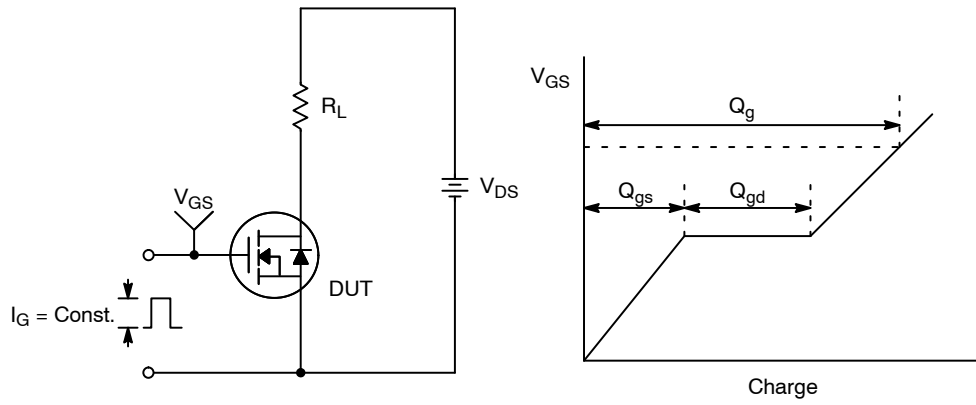 R_L
V_GS
V_DS
DUT
I_G = Const.
V_GS
Q_g
Q_gs
Q_gd
Charge